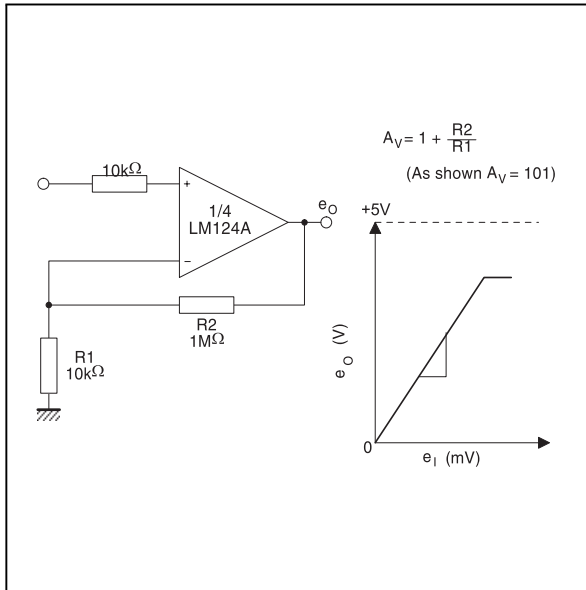 10kΩ
+
1/4
LM124A
−
e_O
R2
1MΩ
R1
10kΩ
A_V = 1 + R2/R1
(As shown A_V = 101)
+5V
e_O (V)
0
e_I (mV)